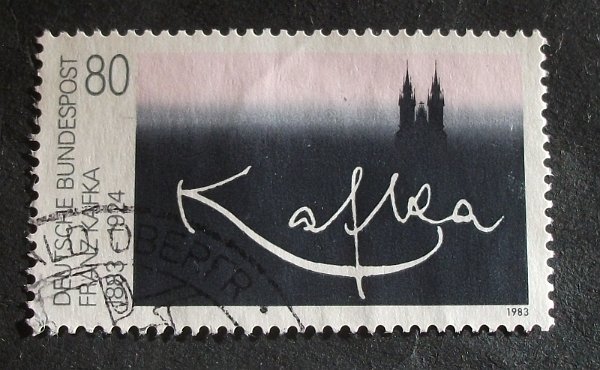 80
DEUTSCHE BUNDESPOST
FRANZ KAFKA
1883-1924
Kafka
1983